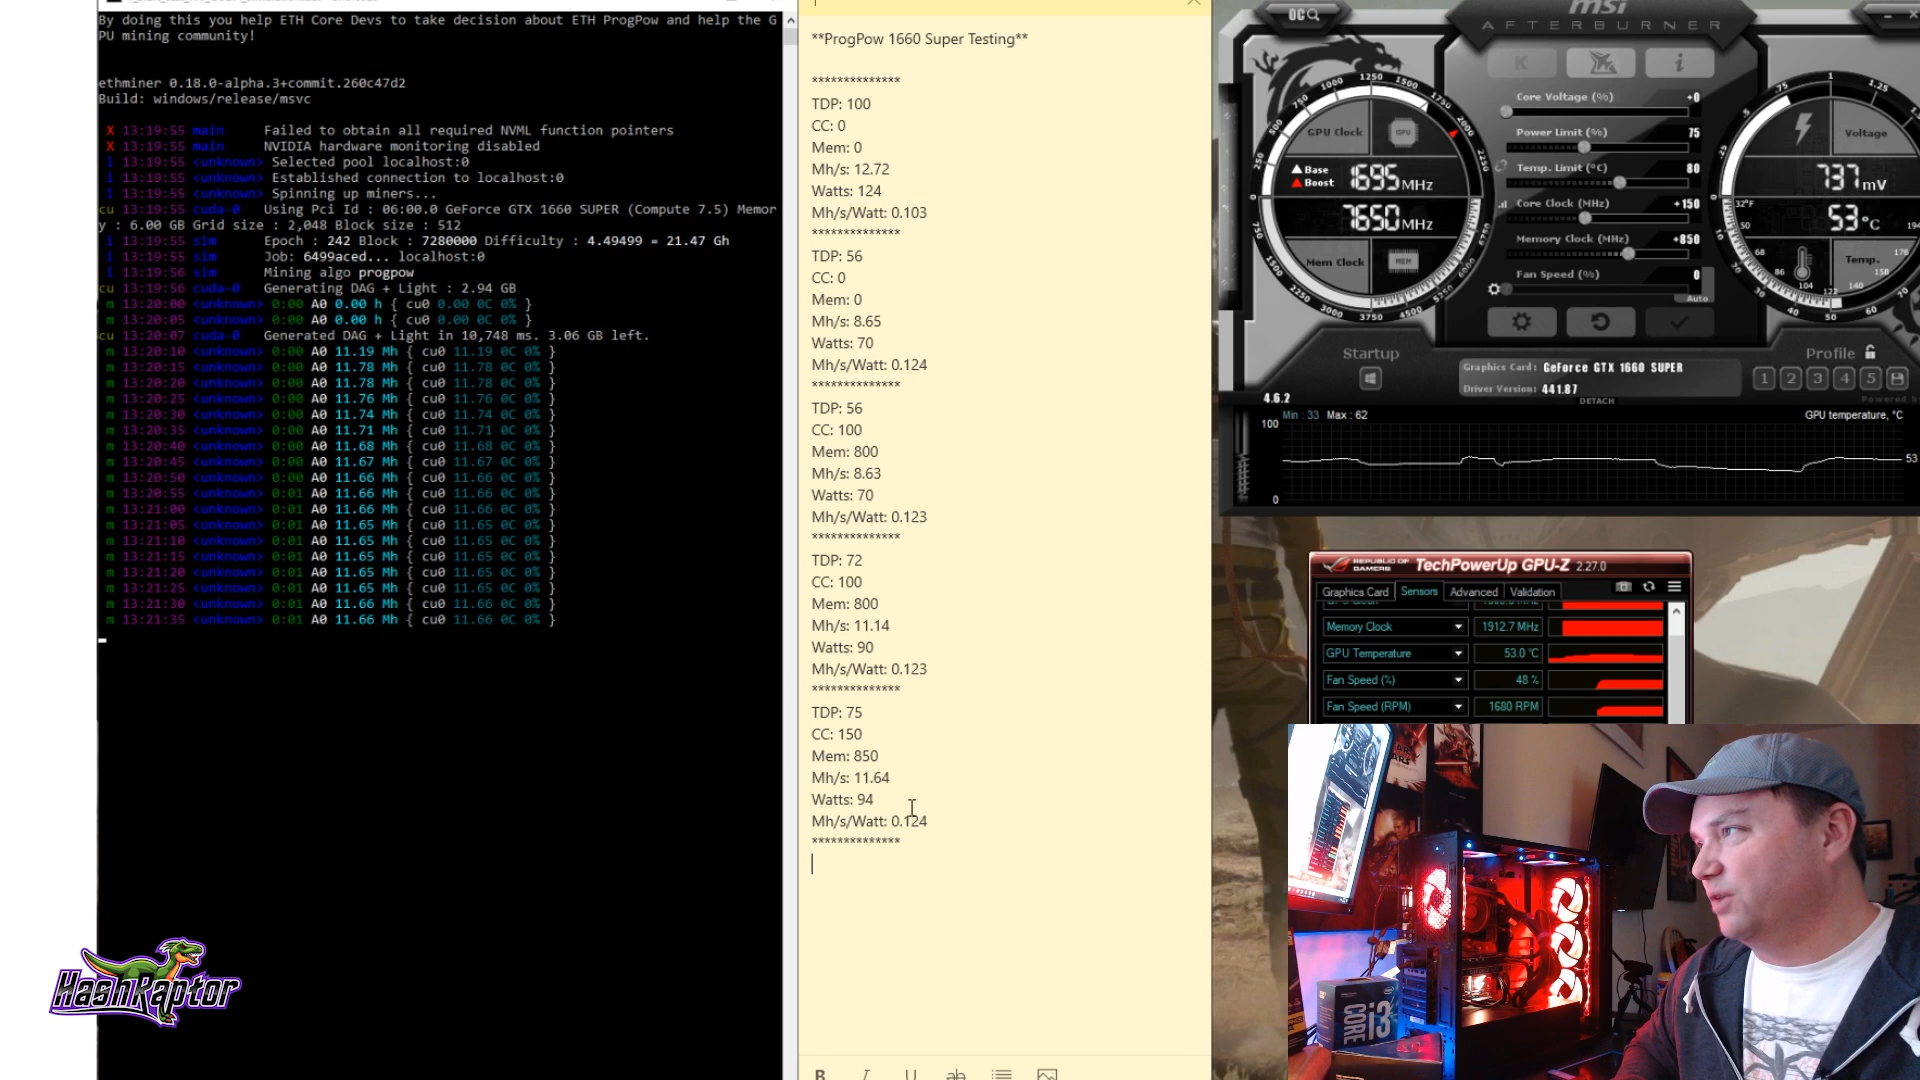 By doing this you help ETH Core Devs to take decision about ETH ProgPow and help the G
PU mining community!
ethminer 0.18.0-alpha.3+commit.260c47d2
Build: windows/release/msvc
X 13:19:55 main Failed to obtain all required NVML function pointers
X 13:19:55 main NVIDIA hardware monitoring disabled
i 13:19:55 <unknown> Selected pool localhost:0
i 13:19:55 <unknown> Established connection to localhost:0
i 13:19:55 <unknown> Spinning up miners...
cu 13:19:55 cuda-0 Using Pci Id : 06:00.0 GeForce GTX 1660 SUPER (Compute 7.5) Memor
y : 6.00 GB Grid size : 2,048 Block size : 512
i 13:19:55 sim Epoch : 242 Block : 7280000 Difficulty : 4.49499 = 21.47 Gh
i 13:19:55 sim Job: 6499aced... localhost:0
i 13:19:56 sim Mining algo progpow
cu 13:19:56 cuda-0 Generating DAG + Light : 2.94 GB
m 13:20:00 <unknown> 0:00 A0 0.00 h { cu0 0.00 0C 0% }
m 13:20:05 <unknown> 0:00 A0 0.00 h { cu0 0.00 0C 0% }
cu 13:20:07 cuda-0 Generated DAG + Light in 10,748 ms. 3.06 GB left.
m 13:20:10 <unknown> 0:00 A0 11.19 Mh { cu0 11.19 0C 0% }
m 13:20:15 <unknown> 0:00 A0 11.78 Mh { cu0 11.78 0C 0% }
m 13:20:20 <unknown> 0:00 A0 11.78 Mh { cu0 11.78 0C 0% }
m 13:20:25 <unknown> 0:00 A0 11.76 Mh { cu0 11.76 0C 0% }
m 13:20:30 <unknown> 0:00 A0 11.74 Mh { cu0 11.74 0C 0% }
m 13:20:35 <unknown> 0:00 A0 11.71 Mh { cu0 11.71 0C 0% }
m 13:20:40 <unknown> 0:00 A0 11.68 Mh { cu0 11.68 0C 0% }
m 13:20:45 <unknown> 0:00 A0 11.67 Mh { cu0 11.67 0C 0% }
m 13:20:50 <unknown> 0:00 A0 11.66 Mh { cu0 11.66 0C 0% }
m 13:20:55 <unknown> 0:01 A0 11.66 Mh { cu0 11.66 0C 0% }
m 13:21:00 <unknown> 0:01 A0 11.66 Mh { cu0 11.66 0C 0% }
m 13:21:05 <unknown> 0:01 A0 11.65 Mh { cu0 11.65 0C 0% }
m 13:21:10 <unknown> 0:01 A0 11.65 Mh { cu0 11.65 0C 0% }
m 13:21:15 <unknown> 0:01 A0 11.65 Mh { cu0 11.65 0C 0% }
m 13:21:20 <unknown> 0:01 A0 11.65 Mh { cu0 11.65 0C 0% }
m 13:21:25 <unknown> 0:01 A0 11.65 Mh { cu0 11.65 0C 0% }
m 13:21:30 <unknown> 0:01 A0 11.66 Mh { cu0 11.66 0C 0% }
m 13:21:35 <unknown> 0:01 A0 11.66 Mh { cu0 11.66 0C 0% }
HashRaptor
**ProgPow 1660 Super Testing**
**************
TDP: 100
CC: 0
Mem: 0
Mh/s: 12.72
Watts: 124
Mh/s/Watt: 0.103
**************
TDP: 56
CC: 0
Mem: 0
Mh/s: 8.65
Watts: 70
Mh/s/Watt: 0.124
**************
TDP: 56
CC: 100
Mem: 800
Mh/s: 8.63
Watts: 70
Mh/s/Watt: 0.123
**************
TDP: 72
CC: 100
Mem: 800
Mh/s: 11.14
Watts: 90
Mh/s/Watt: 0.123
**************
TDP: 75
CC: 150
Mem: 850
Mh/s: 11.64
Watts: 94
Mh/s/Watt: 0.124
**************
B I U ab
OC
msi
AFTERBURNER
K i
GPU Clock GPU
Base
Boost
1695 MHz
7650 MHz
Mem Clock MEM
Core Voltage (%) +0
Power Limit (%) 75
Temp. Limit (°C) 80
Core Clock (MHz) +150
Memory Clock (MHz) +850
Fan Speed (%) 0
Auto
Voltage
737 mV
53 °C
Temp.
Startup
Graphics Card: GeForce GTX 1660 SUPER
Driver Version: 441.87
Profile
1 2 3 4 5
4.6.2
DETACH
Powered by
Min : 33 Max : 62
GPU temperature, °C
100
53
0
REPUBLIC OF GAMERS
TechPowerUp GPU-Z 2.27.0
Graphics Card Sensors Advanced Validation
Memory Clock 1912.7 MHz
GPU Temperature 53.0 °C
Fan Speed (%) 48 %
Fan Speed (RPM) 1680 RPM
CORE i3